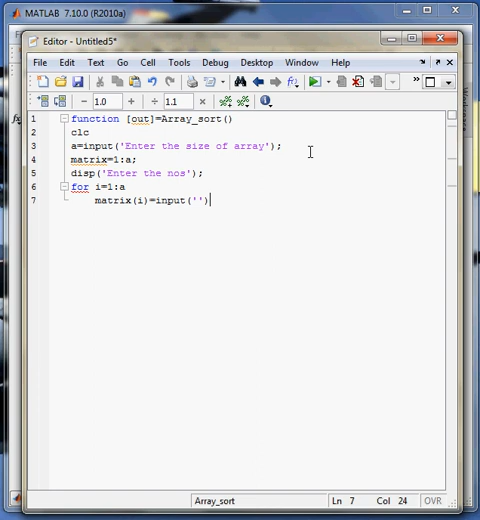 MATLAB 7.10.0 (R2010a)
Editor - Untitled5*
File Edit Text Go Cell Tools Debug Desktop Window Help
1.0
1.1
1 function [out]=Array_sort()
2 clc
3 a=input('Enter the size of array');
4 matrix=1:a;
5 disp('Enter the nos');
6 for i=1:a
7 matrix(i)=input('')
Array_sort Ln 7 Col 24 OVR